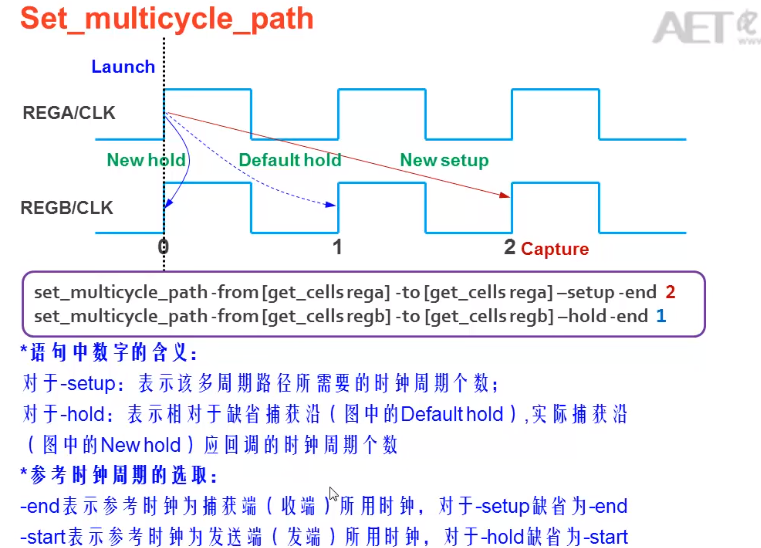 Set_multicycle_path
AET
www
Launch
REGA/CLK
New hold
Default hold
New setup
REGB/CLK
0
1
2
Capture
set_multicycle_path -from [get_cells rega] -to [get_cells rega] –setup -end 2
set_multicycle_path -from [get_cells regb] -to [get_cells regb] –hold -end 1
*语句中数字的含义：
对于-setup：表示该多周期路径所需要的时钟周期个数；
对于-hold：表示相对于缺省捕获沿（图中的Default hold）,实际捕获沿
（图中的New hold）应回调的时钟周期个数
*参考时钟周期的选取：
-end表示参考时钟为捕获端（收端）所用时钟，对于-setup缺省为-end
-start表示参考时钟为发送端（发端）所用时钟，对于-hold缺省为-start